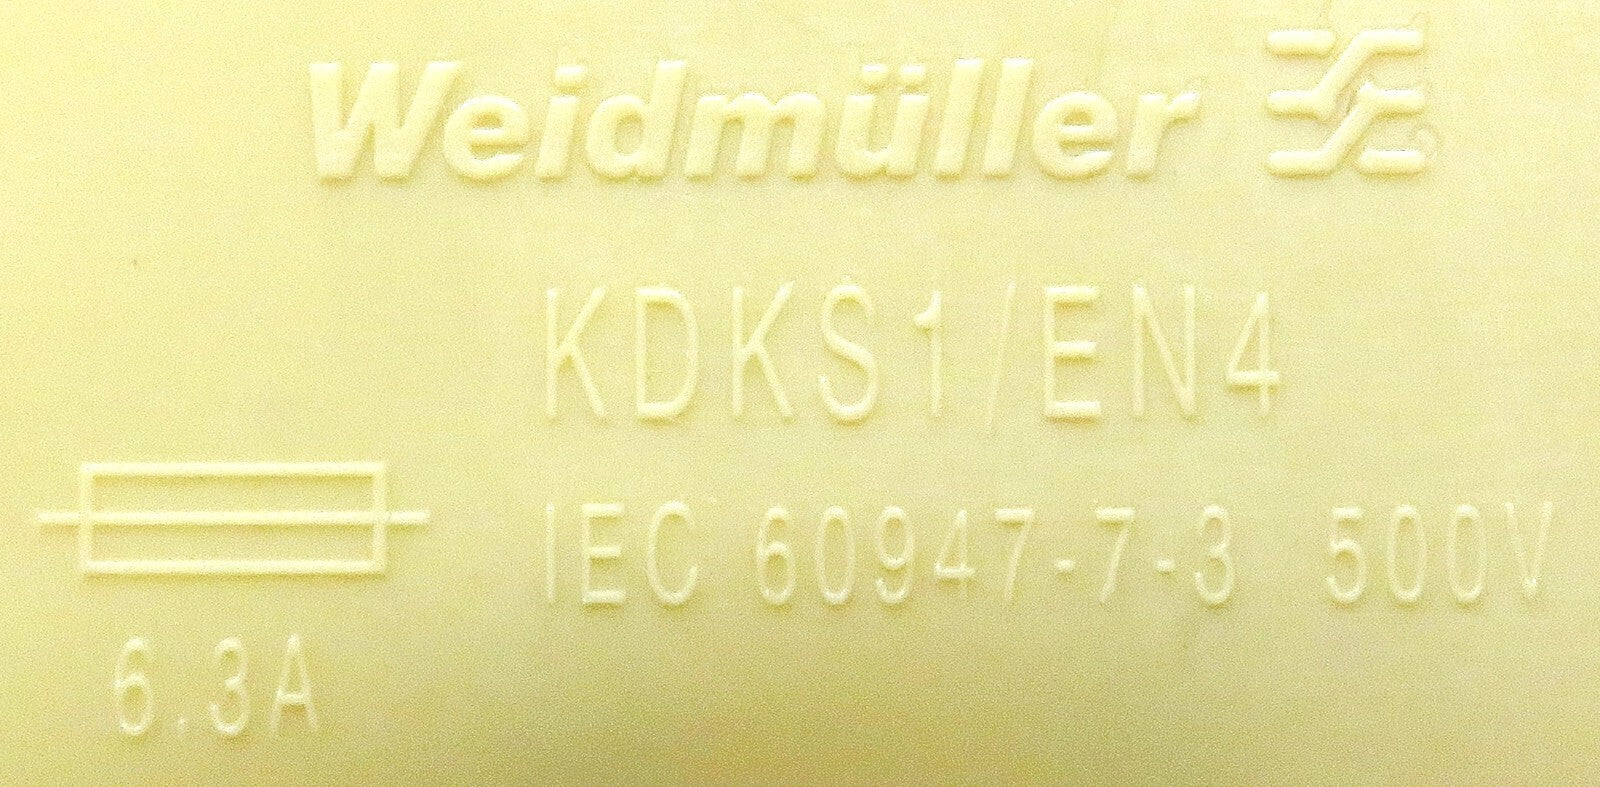 Weidmüller
KDKS1/EN4
IEC 60947-7-3 500V
6.3A